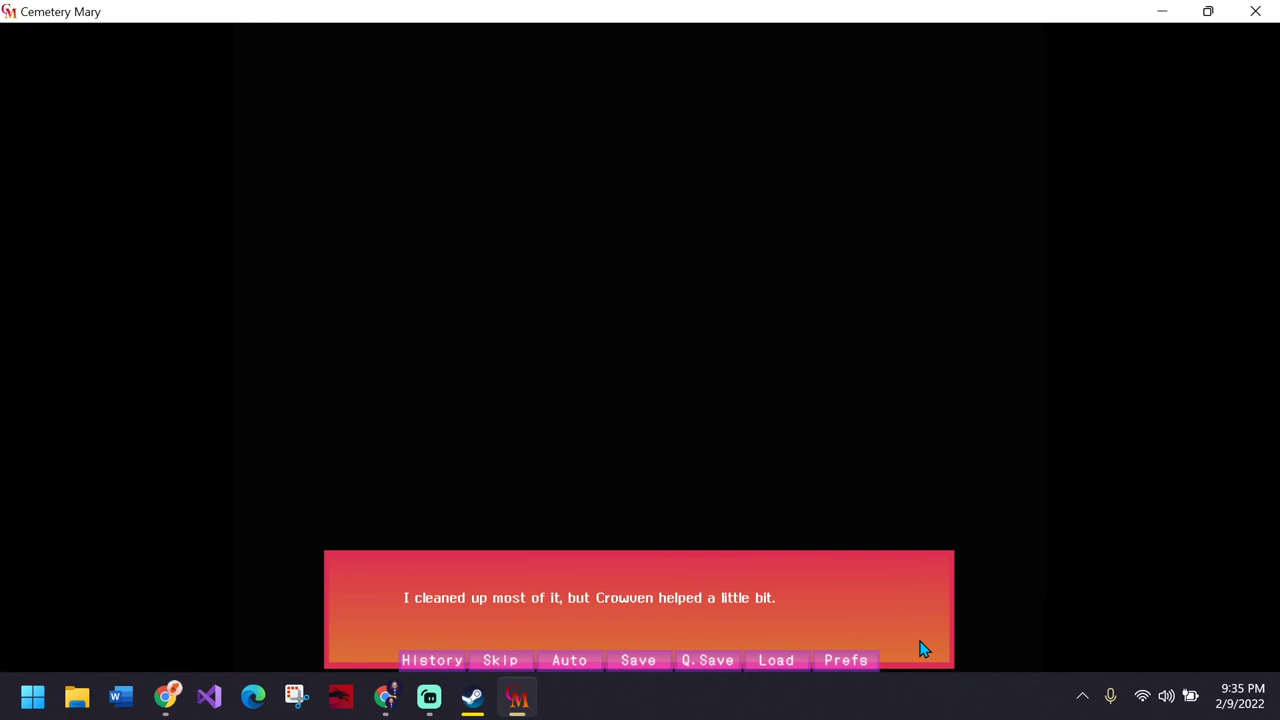 Cemetery Mary
I cleaned up most of it, but Crowven helped a little bit.
History Skip Auto Save Q.Save Load Prefs
9:35 PM
2/9/2022